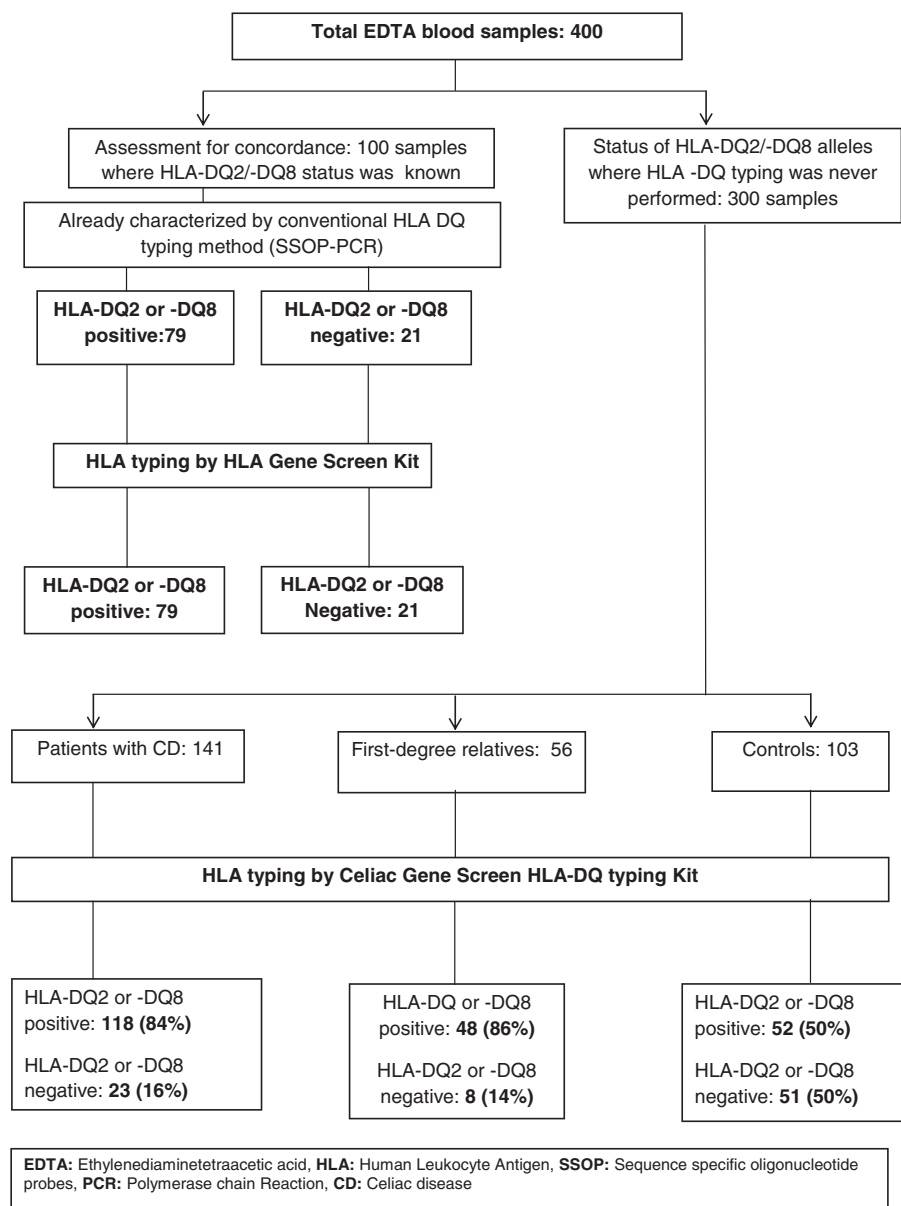 Total EDTA blood samples: 400
Assessment for concordance: 100 samples
where HLA-DQ2/-DQ8 status was known
Status of HLA-DQ2/-DQ8 alleles
where HLA -DQ typing was never
performed: 300 samples
Already characterized by conventional HLA DQ
typing method (SSOP-PCR)
HLA-DQ2 or -DQ8
positive:79
HLA-DQ2 or -DQ8
negative: 21
HLA typing by HLA Gene Screen Kit
HLA-DQ2 or -DQ8
positive: 79
HLA-DQ2 or -DQ8
Negative: 21
Patients with CD: 141
First-degree relatives: 56
Controls: 103
HLA typing by Celiac Gene Screen HLA-DQ typing Kit
HLA-DQ2 or -DQ8
positive: 118 (84%)
HLA-DQ2 or -DQ8
negative: 23 (16%)
HLA-DQ or -DQ8
positive: 48 (86%)
HLA-DQ2 or -DQ8
negative: 8 (14%)
HLA-DQ2 or -DQ8
positive: 52 (50%)
HLA-DQ2 or -DQ8
negative: 51 (50%)
EDTA: Ethylenediaminetetraacetic acid, HLA: Human Leukocyte Antigen, SSOP: Sequence specific oligonucleotide
probes, PCR: Polymerase chain Reaction, CD: Celiac disease